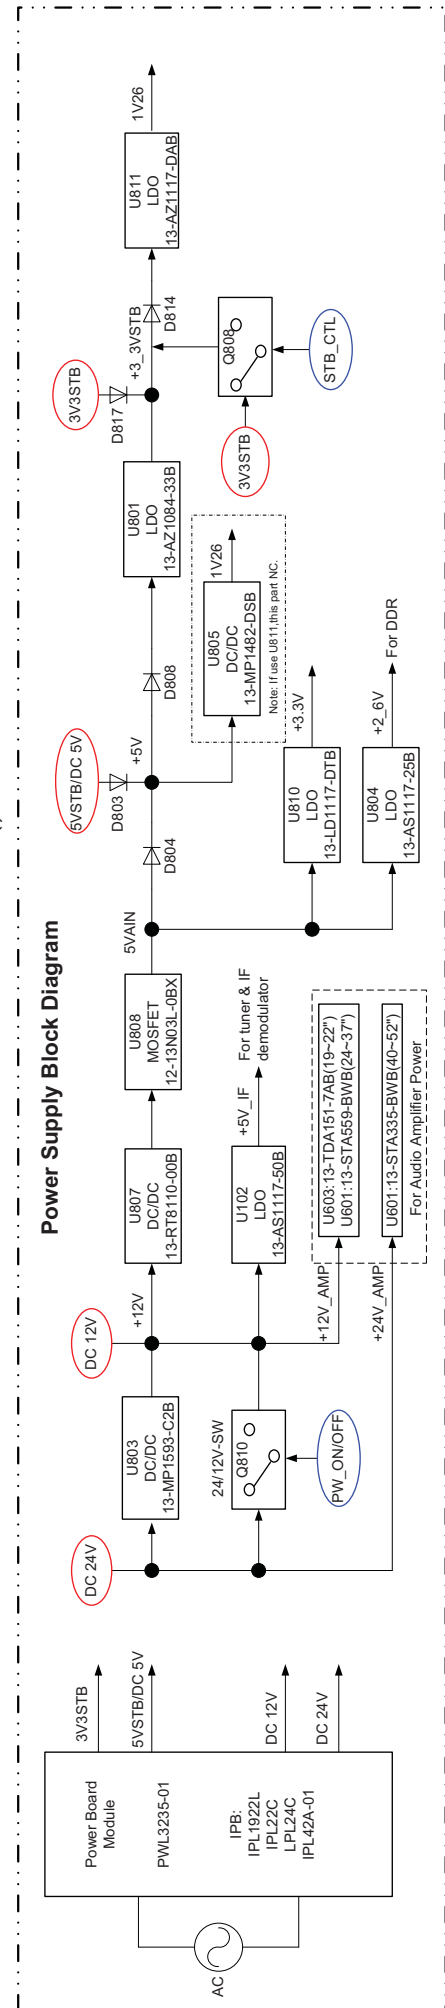 Power Supply Block Diagram
AC
Power Board
Module
PWL3235-01
IPB:
IPL1922L
IPL22C
LPL24C
IPL42A-01
3V3STB
5VSTB/DC 5V
DC 12V
DC 24V
DC 24V
U803
DC/DC
13-MP1593-C2B
24/12V-SW
Q810
PW_ON/OFF
DC 12V
+12V
U807
DC/DC
13-RT8110-00B
U808
MOSFET
12-13N03L-0BX
5VAIN
U102
LDO
13-AS1117-50B
+5V_IF
For tuner & IF
demodulator
+12V_AMP
+24V_AMP
U603:13-TDA151-7AB(19~22")
U601:13-STA559-BWB(24~37")
U601:13-STA335-BWB(40~52")
For Audio Amplifier Power
D804
5VSTB/DC 5V
D803
+5V
D808
U801
LDO
13-AZ1084-33B
U805
DC/DC
13-MP1482-DSB
1V26
Note: If use U811,this part NC.
U810
LDO
13-LD1117-DTB
+3.3V
U804
LDO
13-AS1117-25B
+2_6V
For DDR
3V3STB
D817
+3_3VSTB
D814
3V3STB
Q808
STB_CTL
U811
LDO
13-AZ1117-DAB
1V26